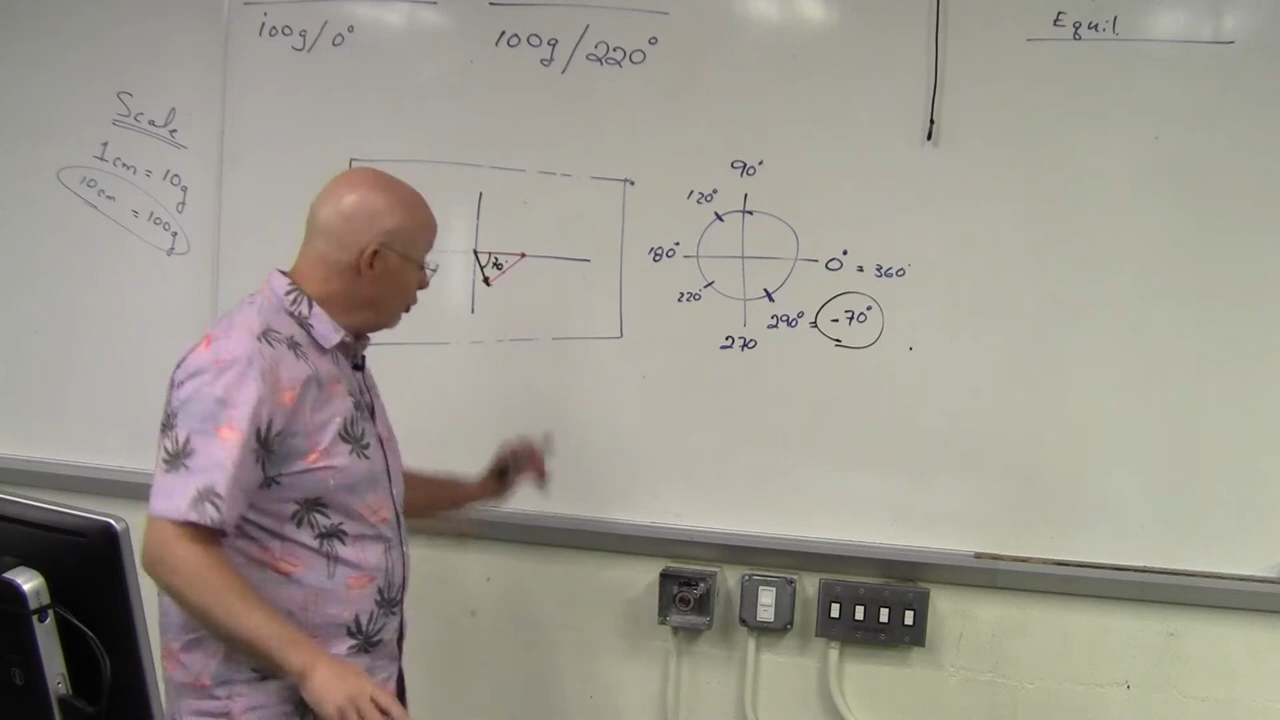 100g/0°
100g/220°
Equil.
Scale
1cm = 10g
10cm = 100g
70°
90°
120°
180°
0° = 360°
220°
290° = -70°
270